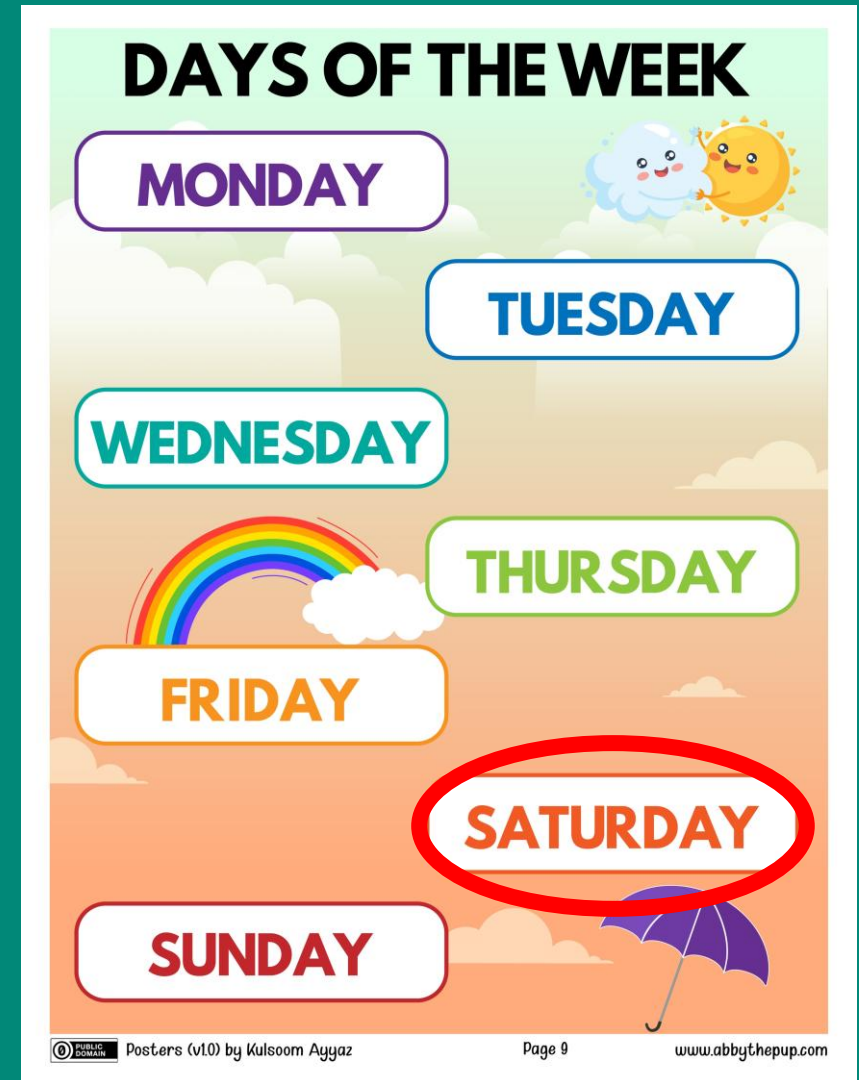 DAYS OF THE WEEK
MONDAY
TUESDAY
WEDNESDAY
THURSDAY
FRIDAY
SATURDAY
SUNDAY
0 PUBLIC DOMAIN Posters (v1.0) by Kulsoom Ayyaz Page 9 www.abbythepup.com